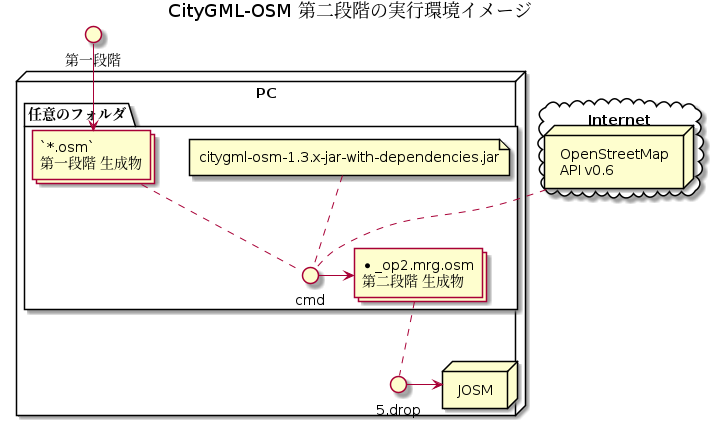 CityGML-OSM 第二段階の実行環境イメージ
第一段階
PC
任意のフォルダ
`*.osm`
第一段階 生成物
citygml-osm-1.3.x-jar-with-dependencies.jar
Internet
OpenStreetMap
API v0.6
cmd
•_op2.mrg.osm
第二段階 生成物
5.drop
JOSM